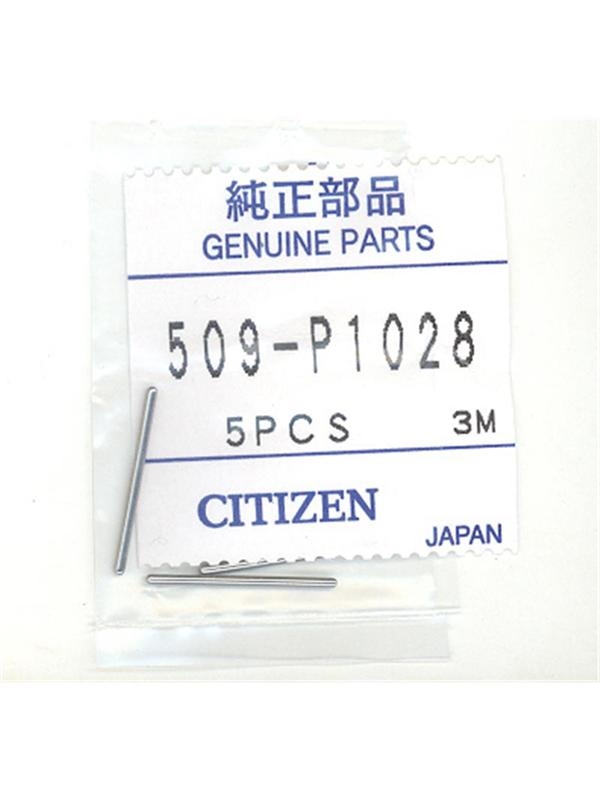 純正部品
GENUINE PARTS
509-P1028
5PCS 3M
CITIZEN
JAPAN